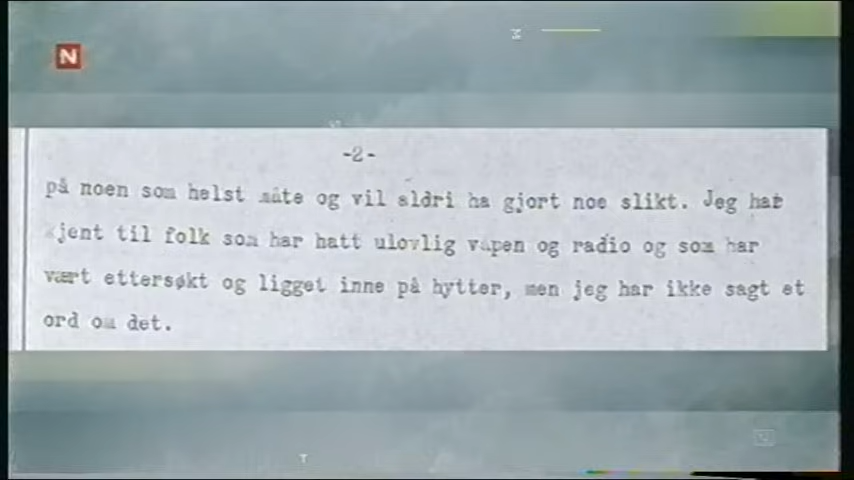 N
-2-
på noen som helst måte og vil aldri ha gjort noe slikt. Jeg har
kjent til folk som har hatt ulovlig våpen og radio og som har
vært ettersøkt og ligget inne på hytter, men jeg har ikke sagt et
ord om det.